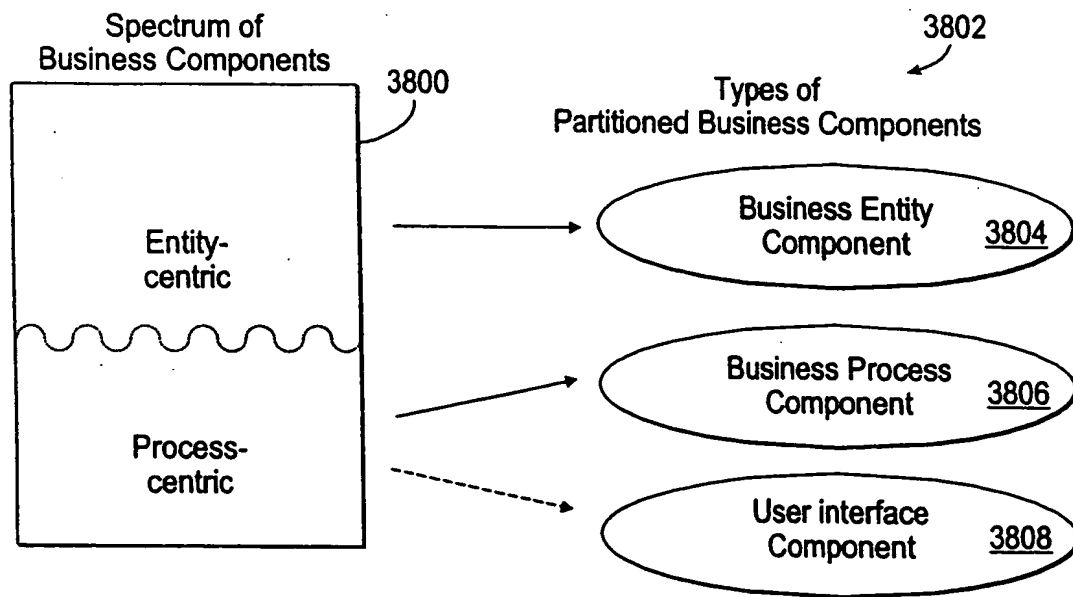 Spectrum of
Business Components
3800
3802
Types of
Partitioned Business Components
Entity-
centric
Process-
centric
Business Entity
Component
3804
Business Process
Component
3806
User interface
Component
3808